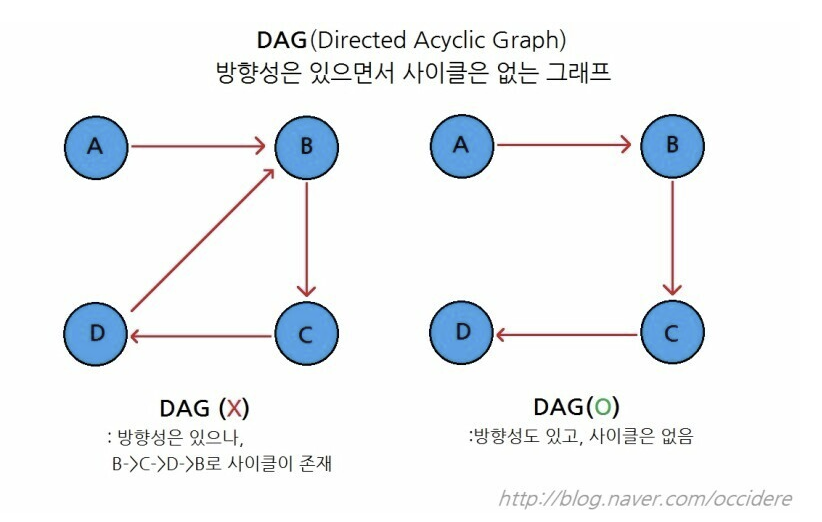 DAG(Directed Acyclic Graph)
방향성은 있으면서 사이클은 없는 그래프
A
B
A
B
D
C
D
C
DAG (X)
: 방향성은 있으나,
B->C->D->B로 사이클이 존재
DAG(O)
:방향성도 있고, 사이클은 없음
http://blog.naver.com/occidere